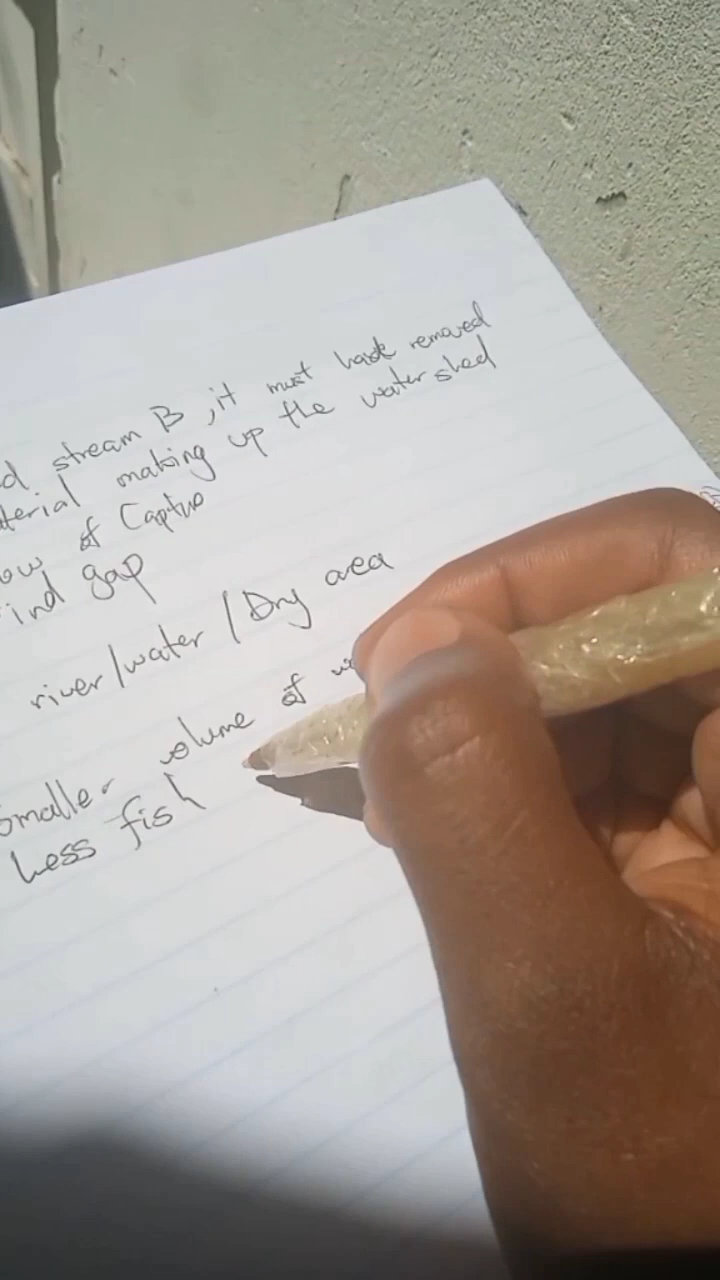 d stream B, it must have removed
terial making up the watershed
ow of Captur
ind gap
river/water / Dry area
Smaller volume of w
Less fish